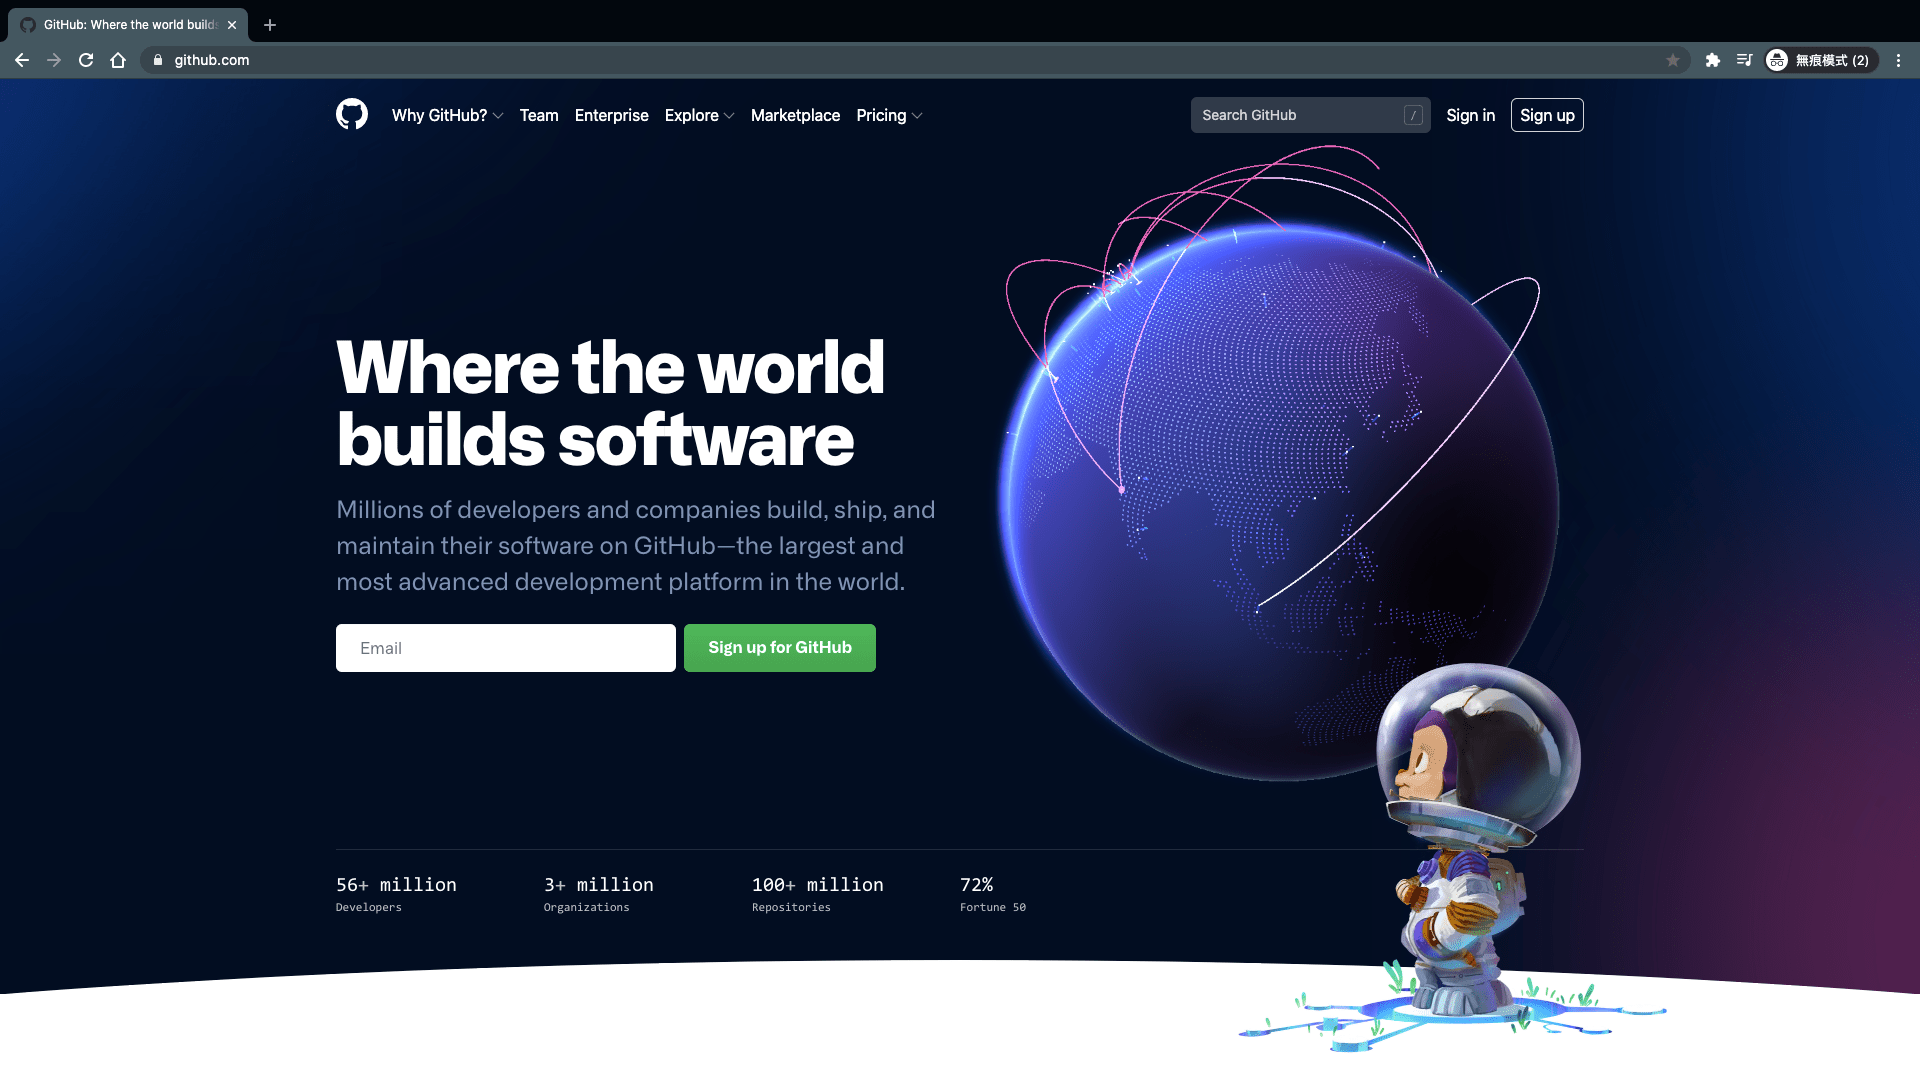 GitHub: Where the world builds
github.com
無痕模式 (2)
Why GitHub?
Team
Enterprise
Explore
Marketplace
Pricing
Search GitHub
/
Sign in
Sign up
Where the world
builds software
Millions of developers and companies build, ship, and
maintain their software on GitHub—the largest and
most advanced development platform in the world.
Email
Sign up for GitHub
56+ million
Developers
3+ million
Organizations
100+ million
Repositories
72%
Fortune 50